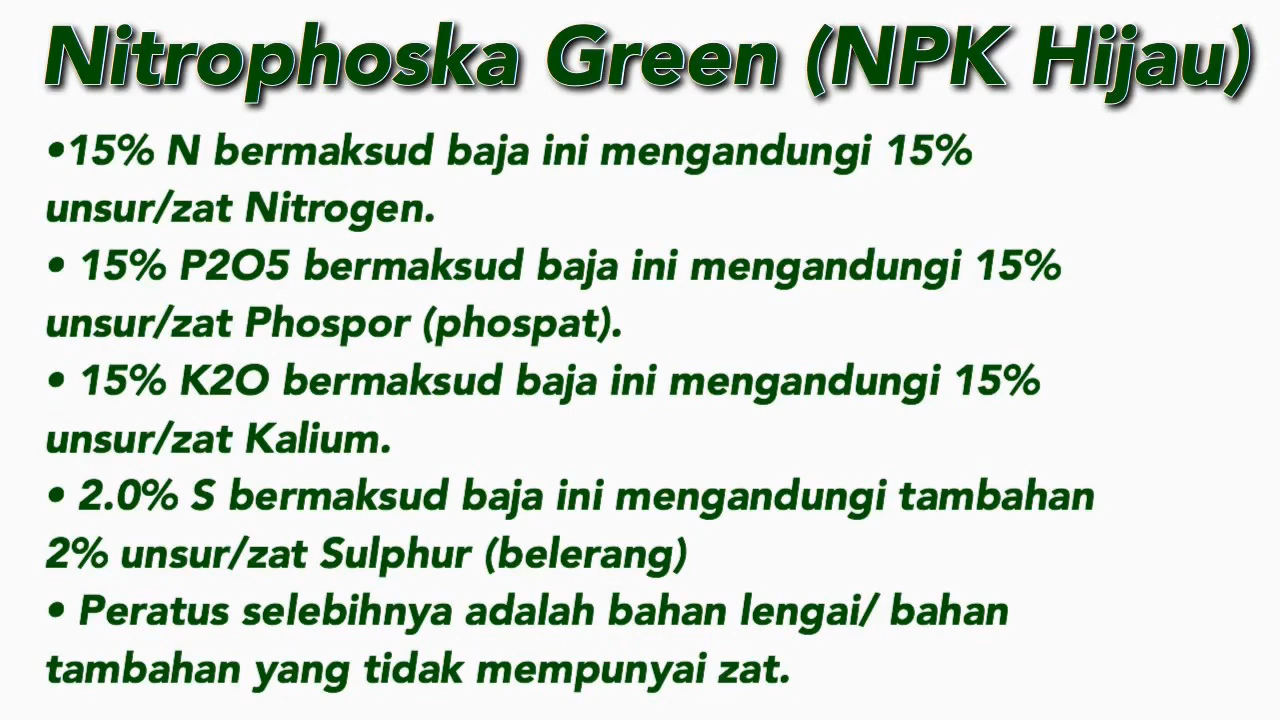 Nitrophoska Green (NPK Hijau)
•15% N bermaksud baja ini mengandungi 15%
unsur/zat Nitrogen.
• 15% P2O5 bermaksud baja ini mengandungi 15%
unsur/zat Phospor (phospat).
• 15% K2O bermaksud baja ini mengandungi 15%
unsur/zat Kalium.
• 2.0% S bermaksud baja ini mengandungi tambahan
2% unsur/zat Sulphur (belerang)
• Peratus selebihnya adalah bahan lengai/ bahan
tambahan yang tidak mempunyai zat.